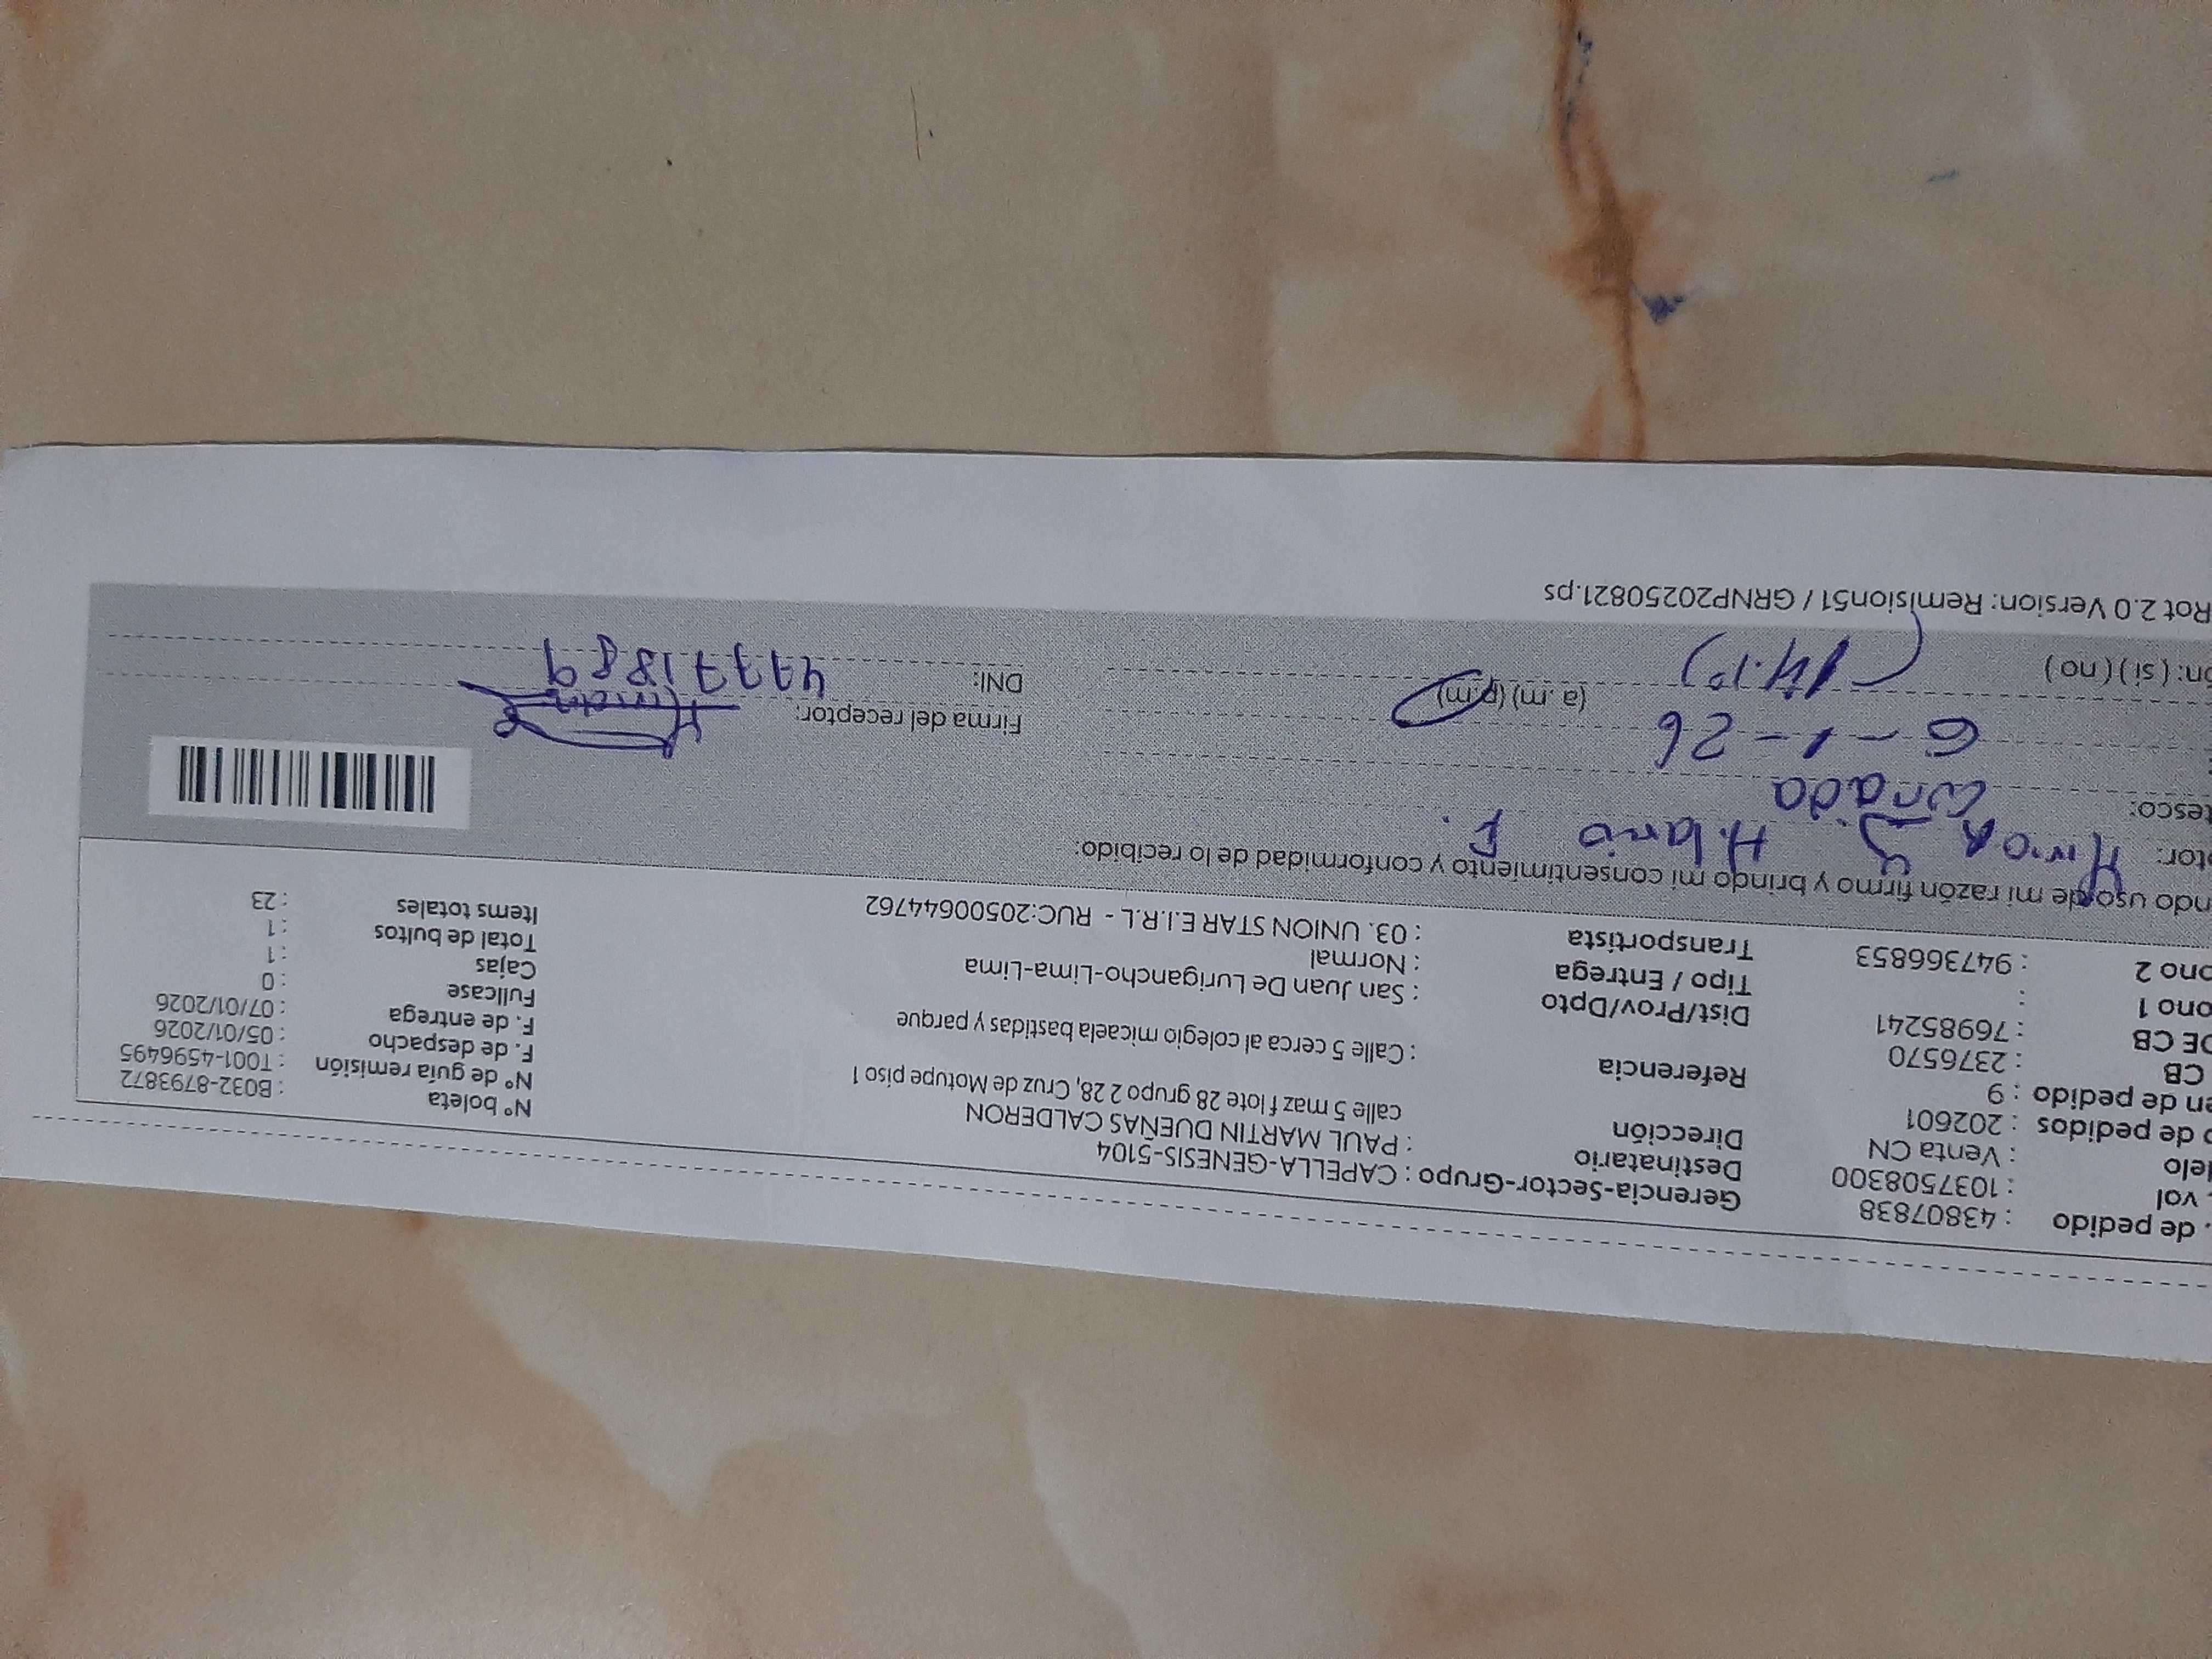 . de pedido : 43807838
vol : 1037508300
lelo : Venta CN
o de pedidos : 202601
en de pedido : 9
CB : 2376570
DE CB : 76985241
ono 1 :
ono 2 : 947366853
Gerencia-Sector-Grupo : CAPELLA-GENESIS-5104
Destinatario : PAUL MARTIN DUEÑAS CALDERON
Dirección calle 5 maz f lote 28 grupo 2 28, Cruz de Motupe piso 1
Referencia : Calle 5 cerca al colegio micaela bastidas y parque
Dist/Prov/Dpto : San Juan De Lurigancho-Lima-Lima
Tipo / Entrega : Normal
Transportista : 03. UNION STAR E.I.R.L - RUC:20500644762
N° boleta : B032-8793872
N° de guía remisión : T001-4596495
F. de despacho : 05/01/2026
F. de entrega : 07/01/2026
Fullcase : 0
Cajas : 1
Total de bultos : 1
Items totales : 23
ndo uso de mi razón firmo y brindo mi consentimiento y conformidad de lo recibido:
tor: Hilario F.
tesco: Cuñada
6-1-26 (a.m) (p.m)
on: ( si ) ( no )
Firma del receptor:
DNI: 47771889
Rot 2.0 Version: Remision51 / GRNP20250821.ps